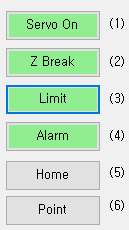 Servo On (1)
Z Break (2)
Limit (3)
Alarm (4)
Home (5)
Point (6)